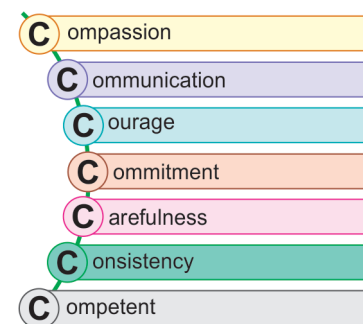 Compassion
Communication
Courage
Commitment
Carefulness
Consistency
Competent